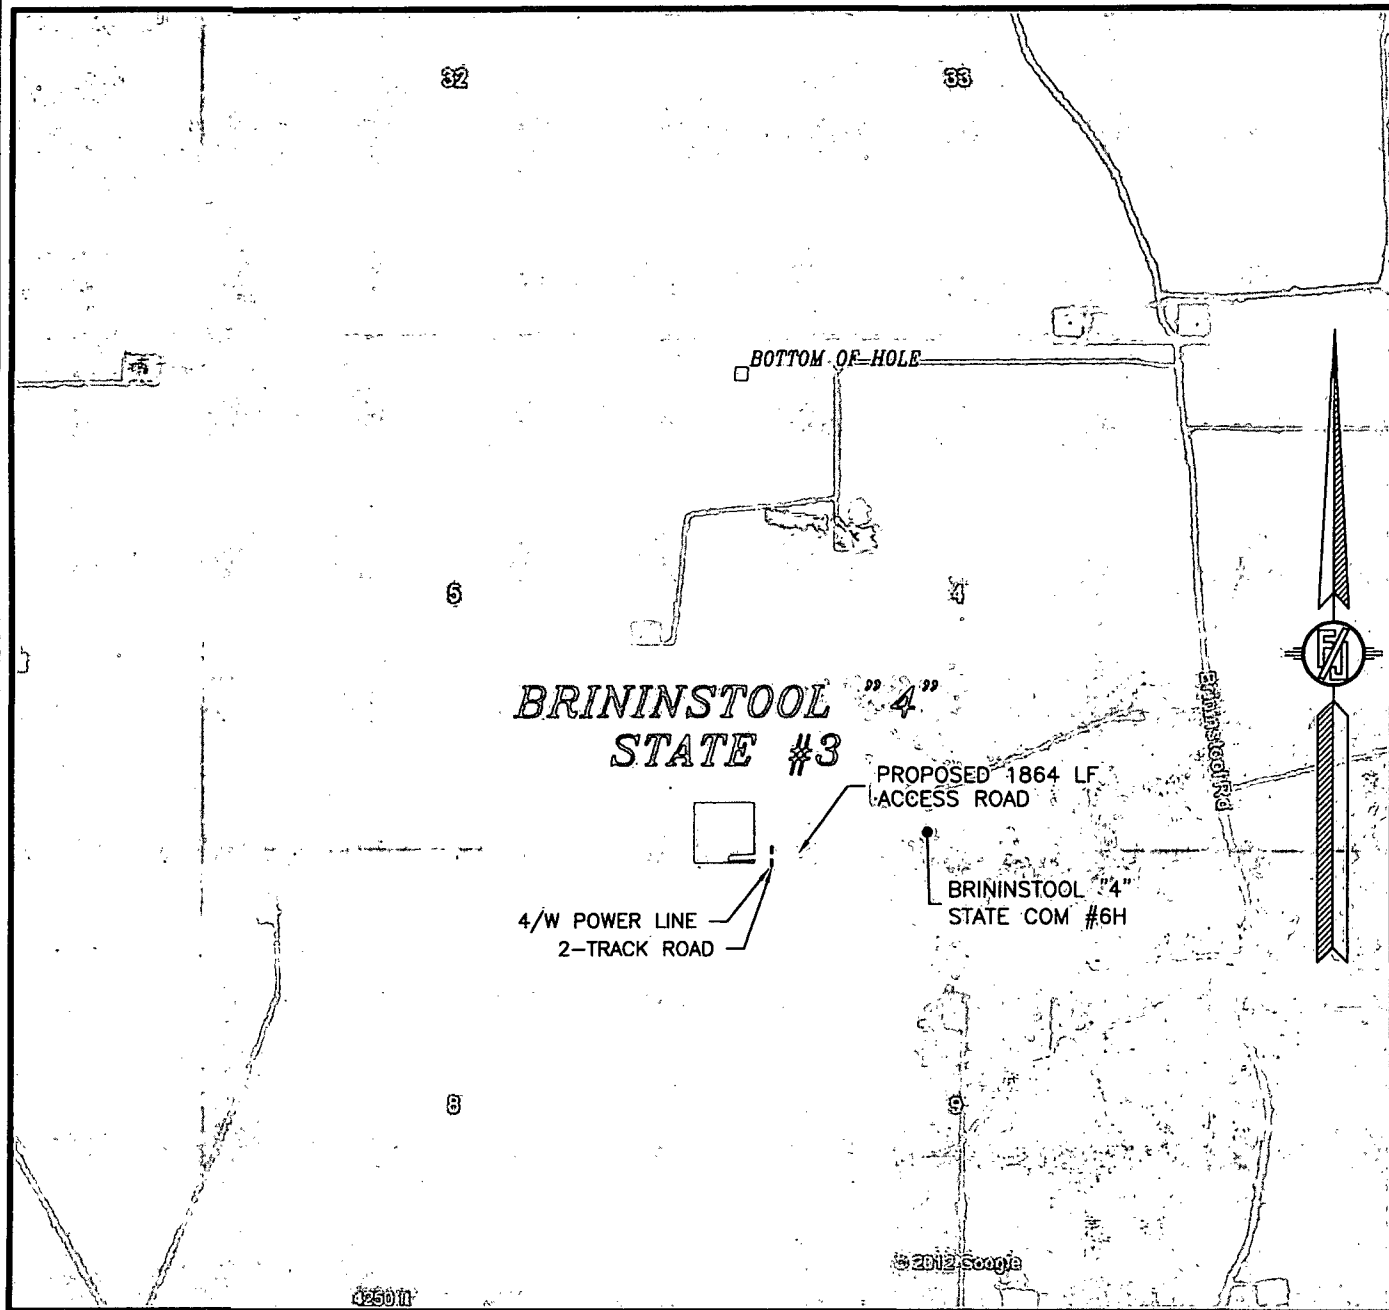 32
33
BOTTOM OF HOLE
5
4
BRININSTOOL "4"
STATE #3
Brininstool Rd
PROPOSED 1864 LF
ACCESS ROAD
4/W POWER LINE
2-TRACK ROAD
BRININSTOOL "4"
STATE COM #6H
8
9
© 2012 Google
4250 ft